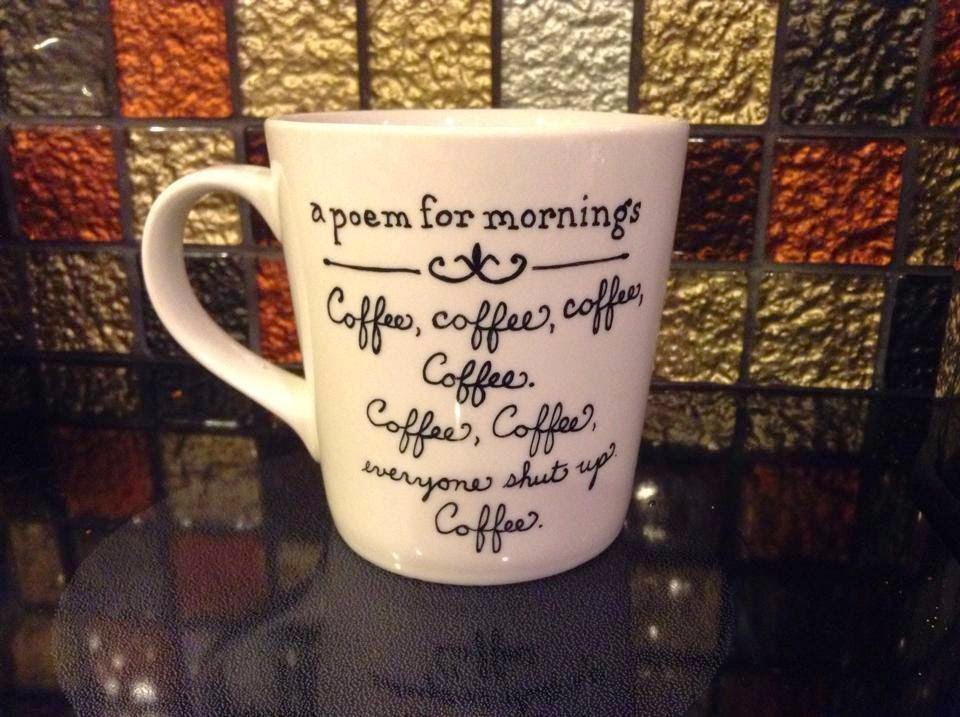 a poem for mornings
Coffee, coffee, coffee,
Coffee.
Coffee, Coffee,
everyone shut up.
Coffee.